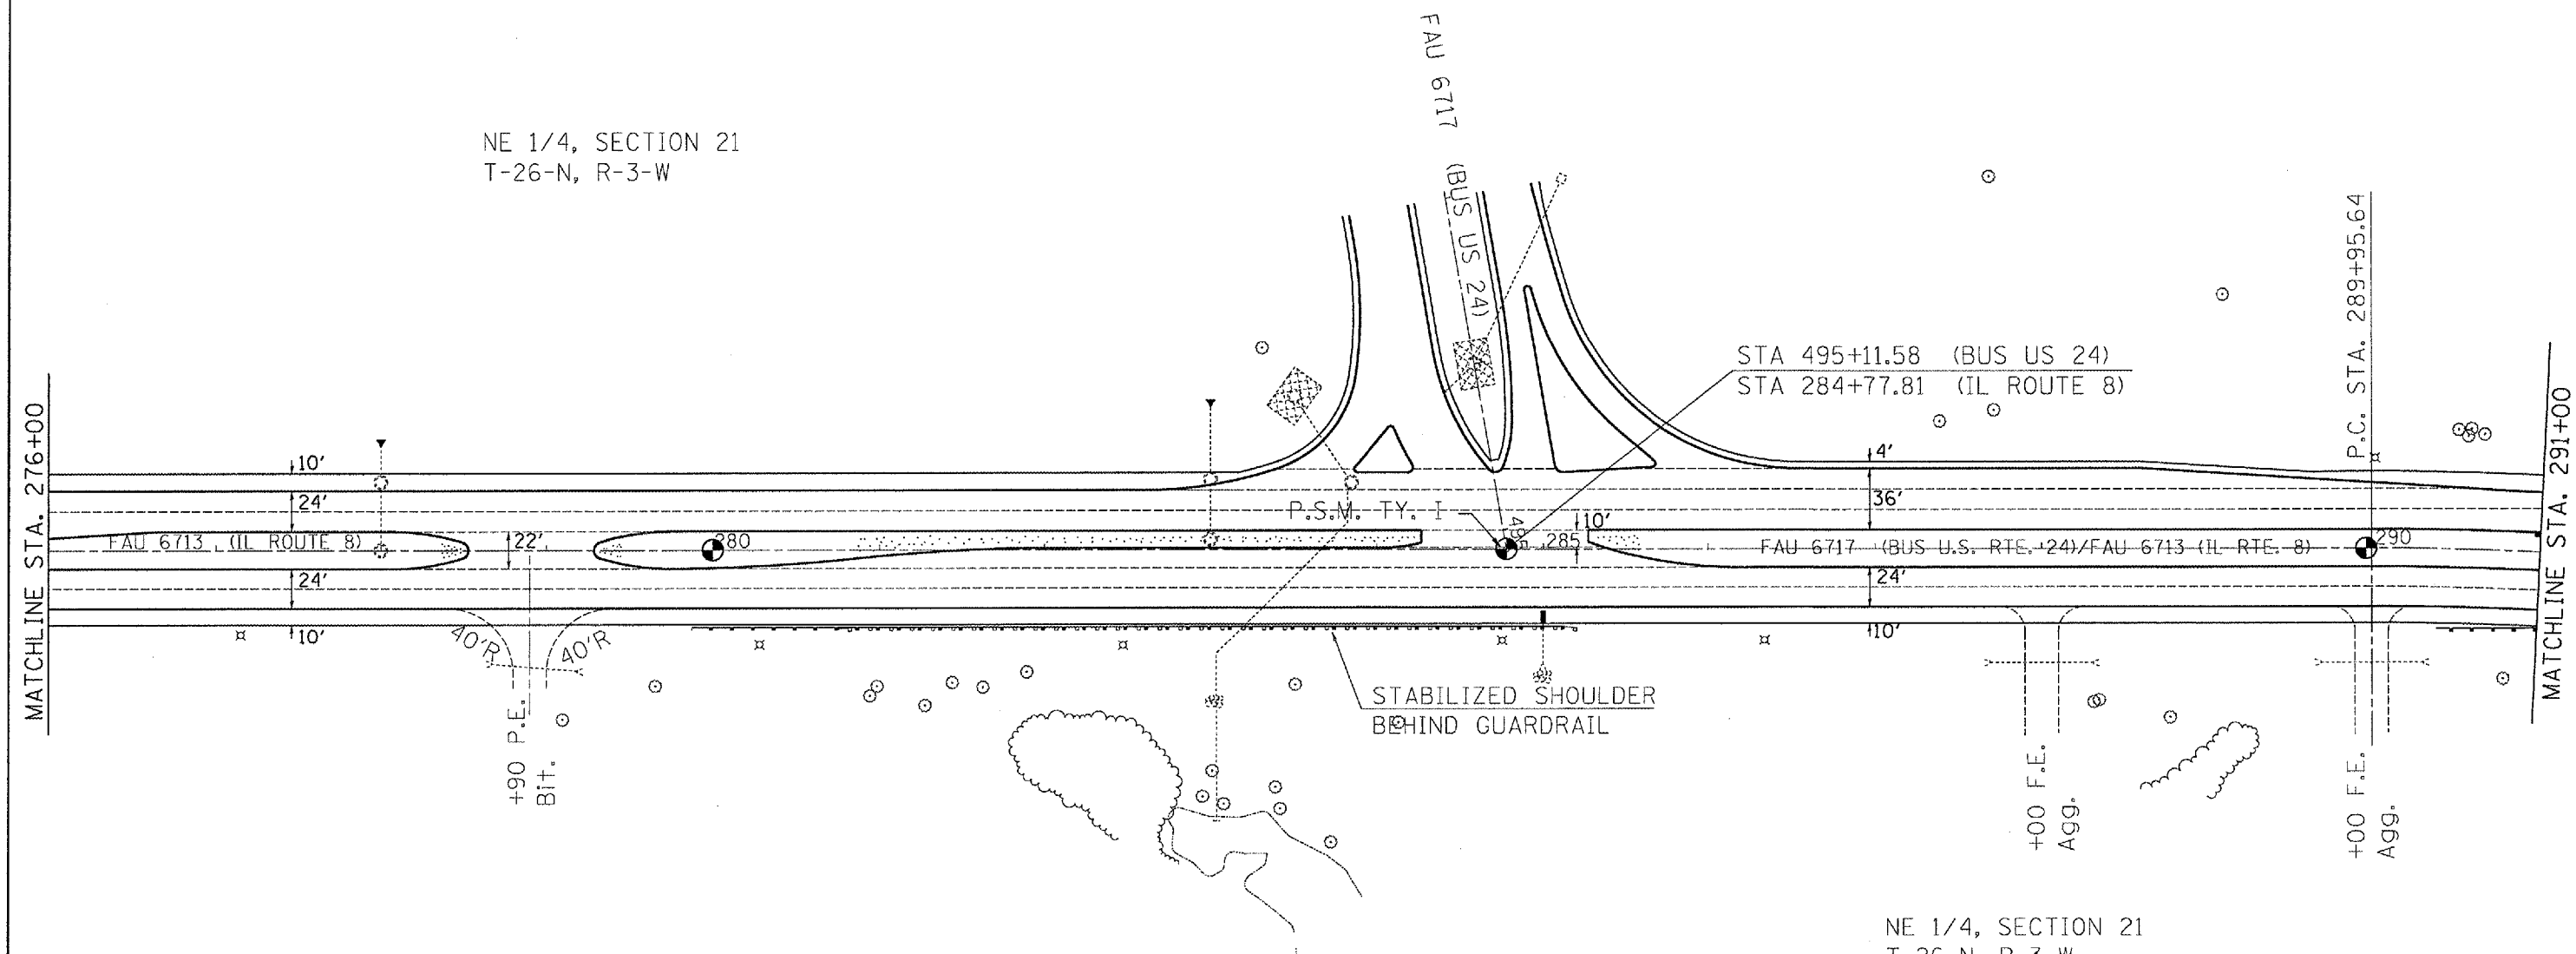 FAU 6717 (BUS US 24)
NE 1/4, SECTION 21
T-26-N, R-3-W
P.C. STA. 289+95.64
STA 495+11.58 (BUS US 24)
STA 284+77.81 (IL ROUTE 8)
MATCHLINE STA. 276+00
MATCHLINE STA. 291+00
10'
4'
24'
36'
P.S.M. TY. I
495
10'
FAU 6713 (IL ROUTE 8)
22'
280
285
FAU 6717 (BUS U.S. RTE. 24)/FAU 6713 (IL RTE. 8)
290
24'
24'
10'
10'
40'R
40'R
STABILIZED SHOULDER
BEHIND GUARDRAIL
+90 P.E.
Bit.
+00 F.E.
Agg.
+00 F.E.
Agg.
NE 1/4, SECTION 21
T-26-N, R-3-W